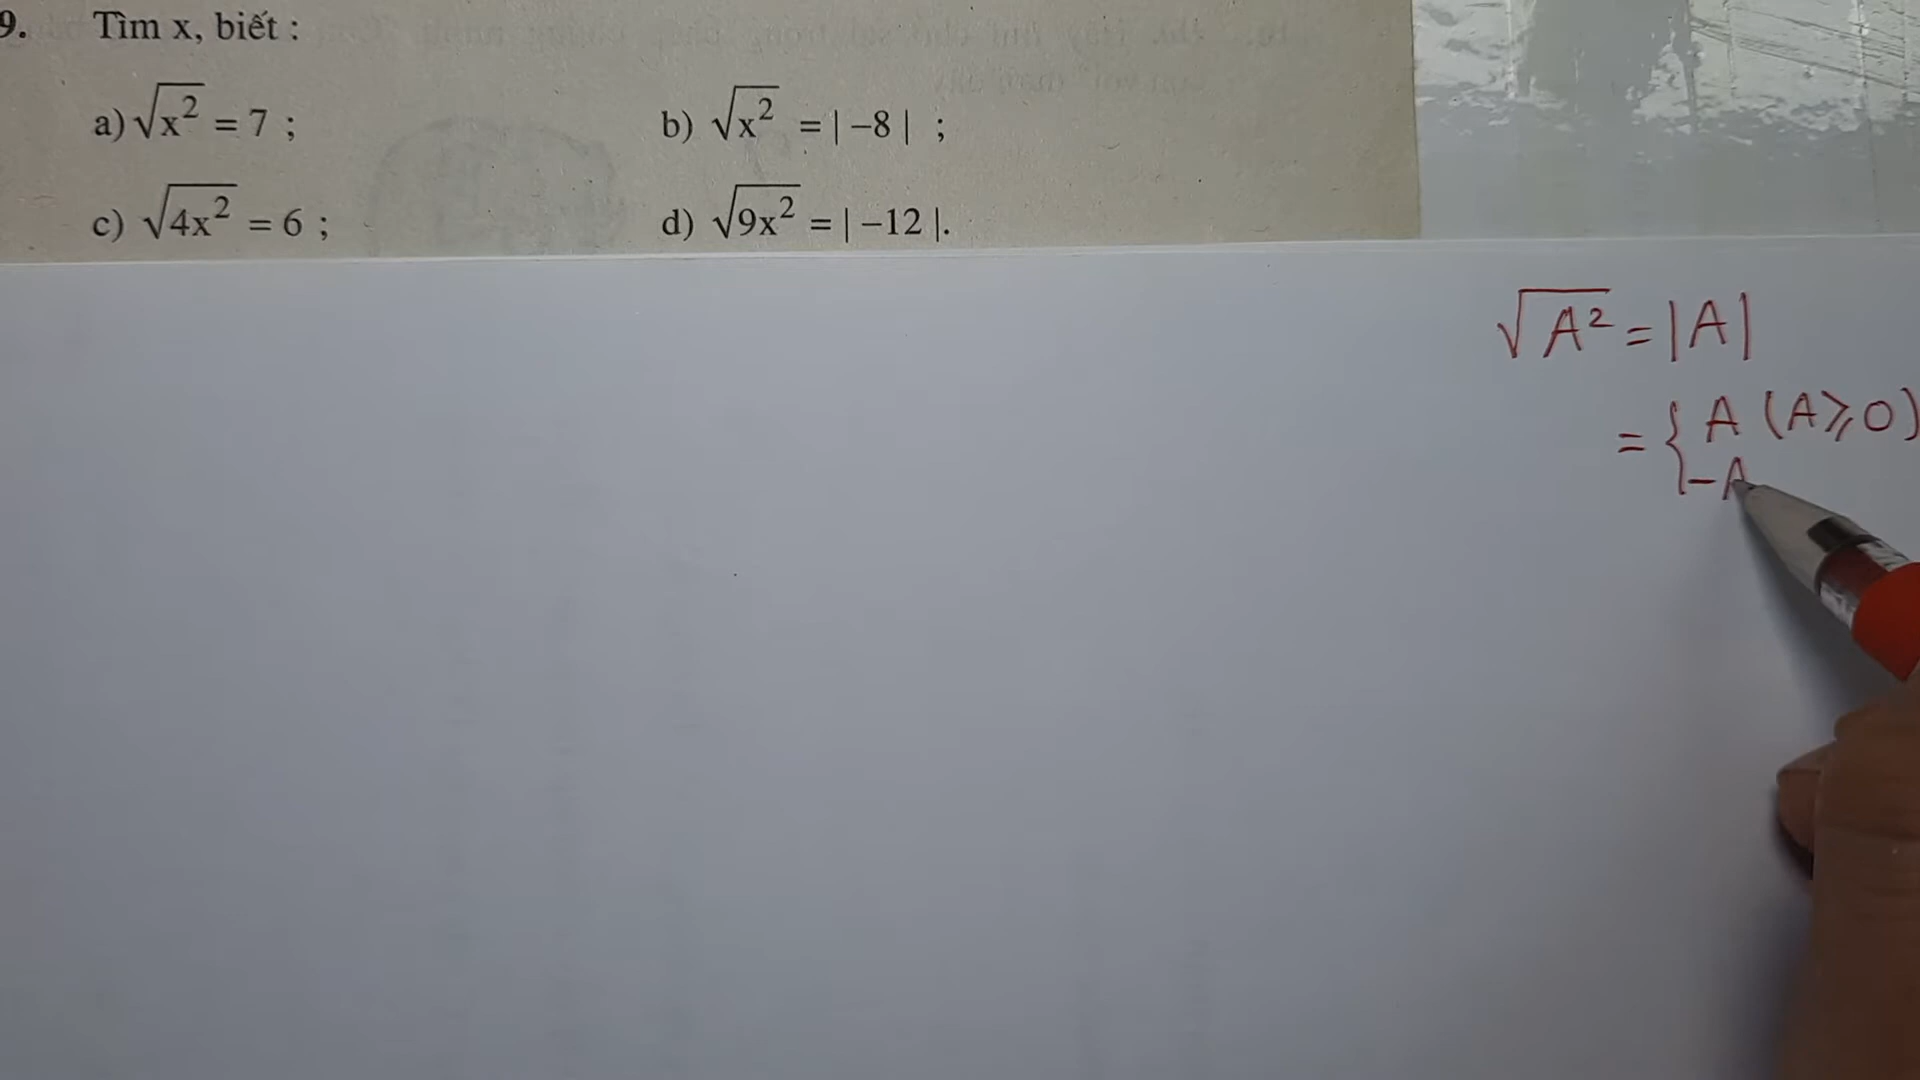 9. Tìm x, biết :
a) √x² = 7 ; b) √x² = | −8 | ;
c) √4x² = 6 ; d) √9x² = | −12 |.
√A² = |A|
= { A (A ⩾ 0)
−A